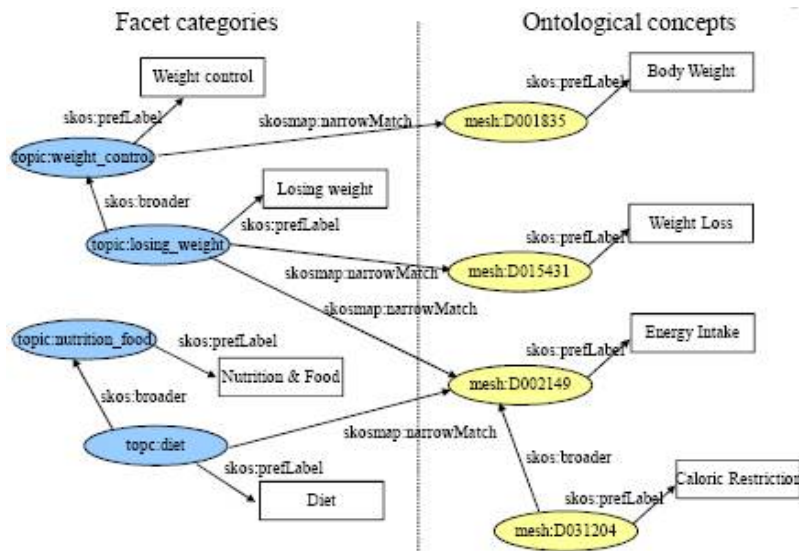 Facet categories
Ontological concepts
Weight control
skos:prefLabel
Body Weight
skos:prefLabel
skosmap:narrowMatch
mesh:D001835
topic:weight_control
skos:broader
Losing weight
skos:prefLabel
topic:losing_weight
skos:prefLabel
Weight Loss
skosmap:narrowMatch
mesh:D015431
skosmap:narrowMatch
topic:nutrition_food
skos:prefLabel
Energy Intake
skos:prefLabel
Nutrition & Food
mesh:D002149
skos:broader
skosmap:narrowMatch
topc:diet
skos:prefLabel
skos:broader
Diet
skos:prefLabel
Caloric Restriction
mesh:D031204